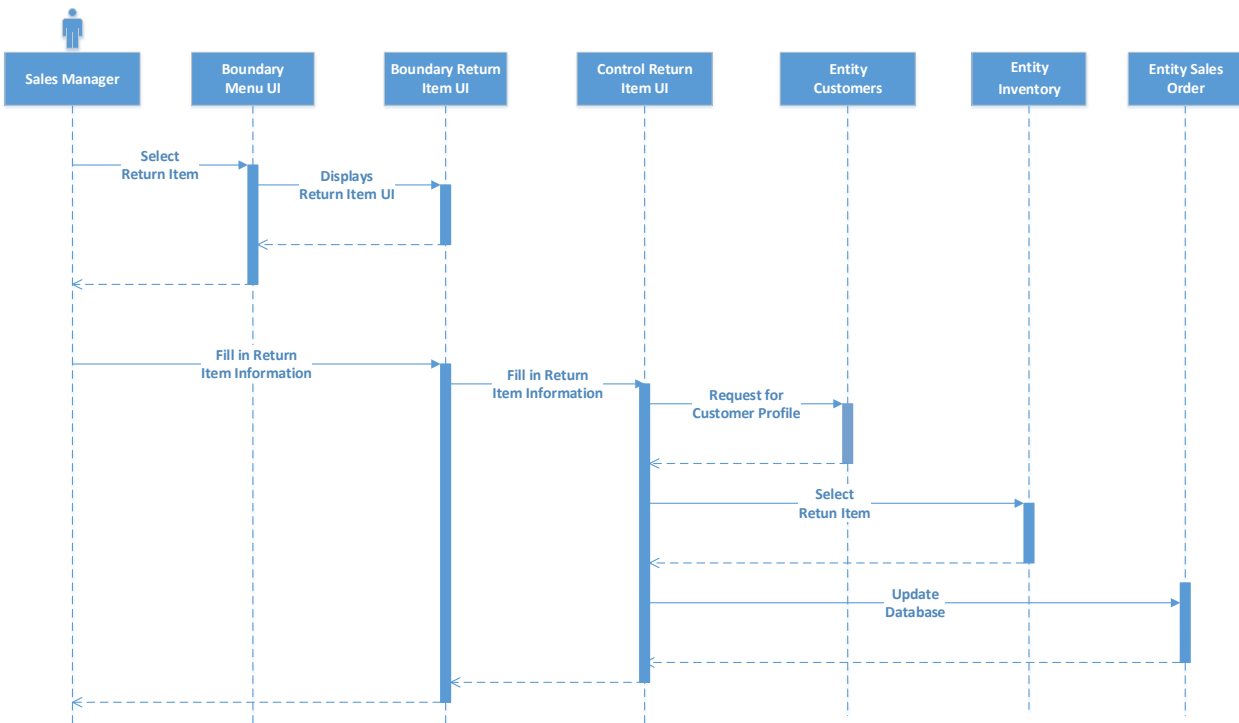 Sales Manager
Boundary
Menu UI
Boundary Return
Item UI
Control Return
Item UI
Entity
Customers
Entity
Inventory
Entity Sales
Order
Select
Return Item
Displays
Return Item UI
Fill in Return
Item Information
Fill in Return
Item Information
Request for
Customer Profile
Select
Retun Item
Update
Database